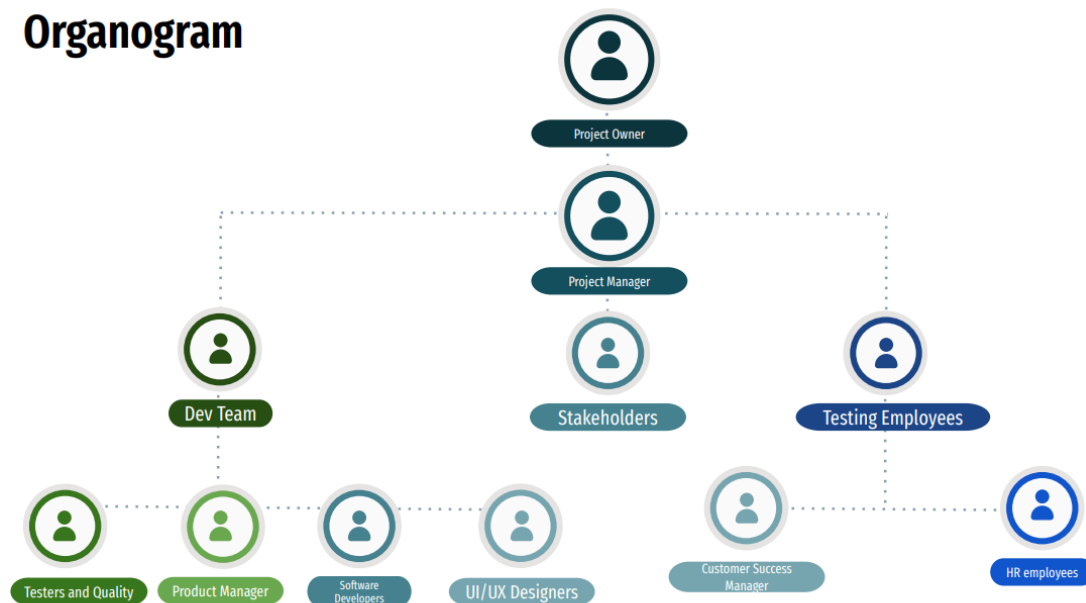 Organogram
Project Owner
Project Manager
Dev Team
Stakeholders
Testing Employees
Testers and Quality
Product Manager
Software
Developers
UI/UX Designers
Customer Success
Manager
HR employees